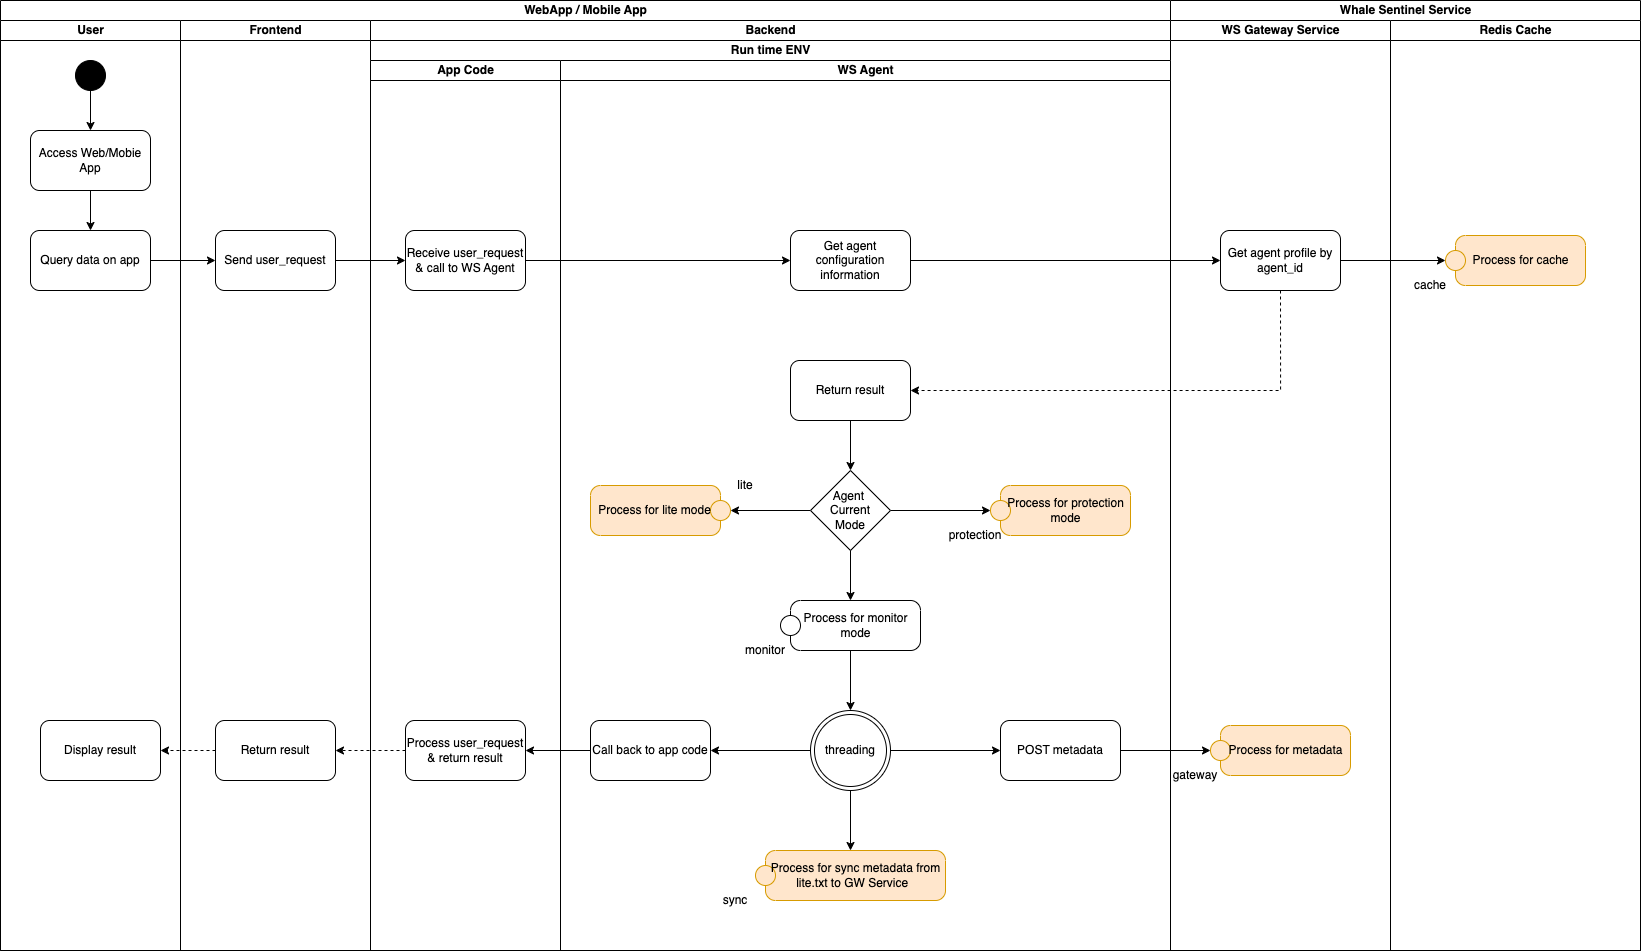 WebApp / Mobile App
Whale Sentinel Service
User
Frontend
Backend
WS Gateway Service
Redis Cache
Run time ENV
App Code
WS Agent
Access Web/Mobie
App
Query data on app
Send user_request
Receive user_request
& call to WS Agent
Get agent
configuration
information
Get agent profile by
agent_id
Process for cache
cache
Return result
lite
Process for lite mode
Agent
Current
Mode
Process for protection
mode
protection
Process for monitor
mode
monitor
Display result
Return result
Process user_request
& return result
Call back to app code
threading
POST metadata
Process for metadata
gateway
Process for sync metadata from
lite.txt to GW Service
sync